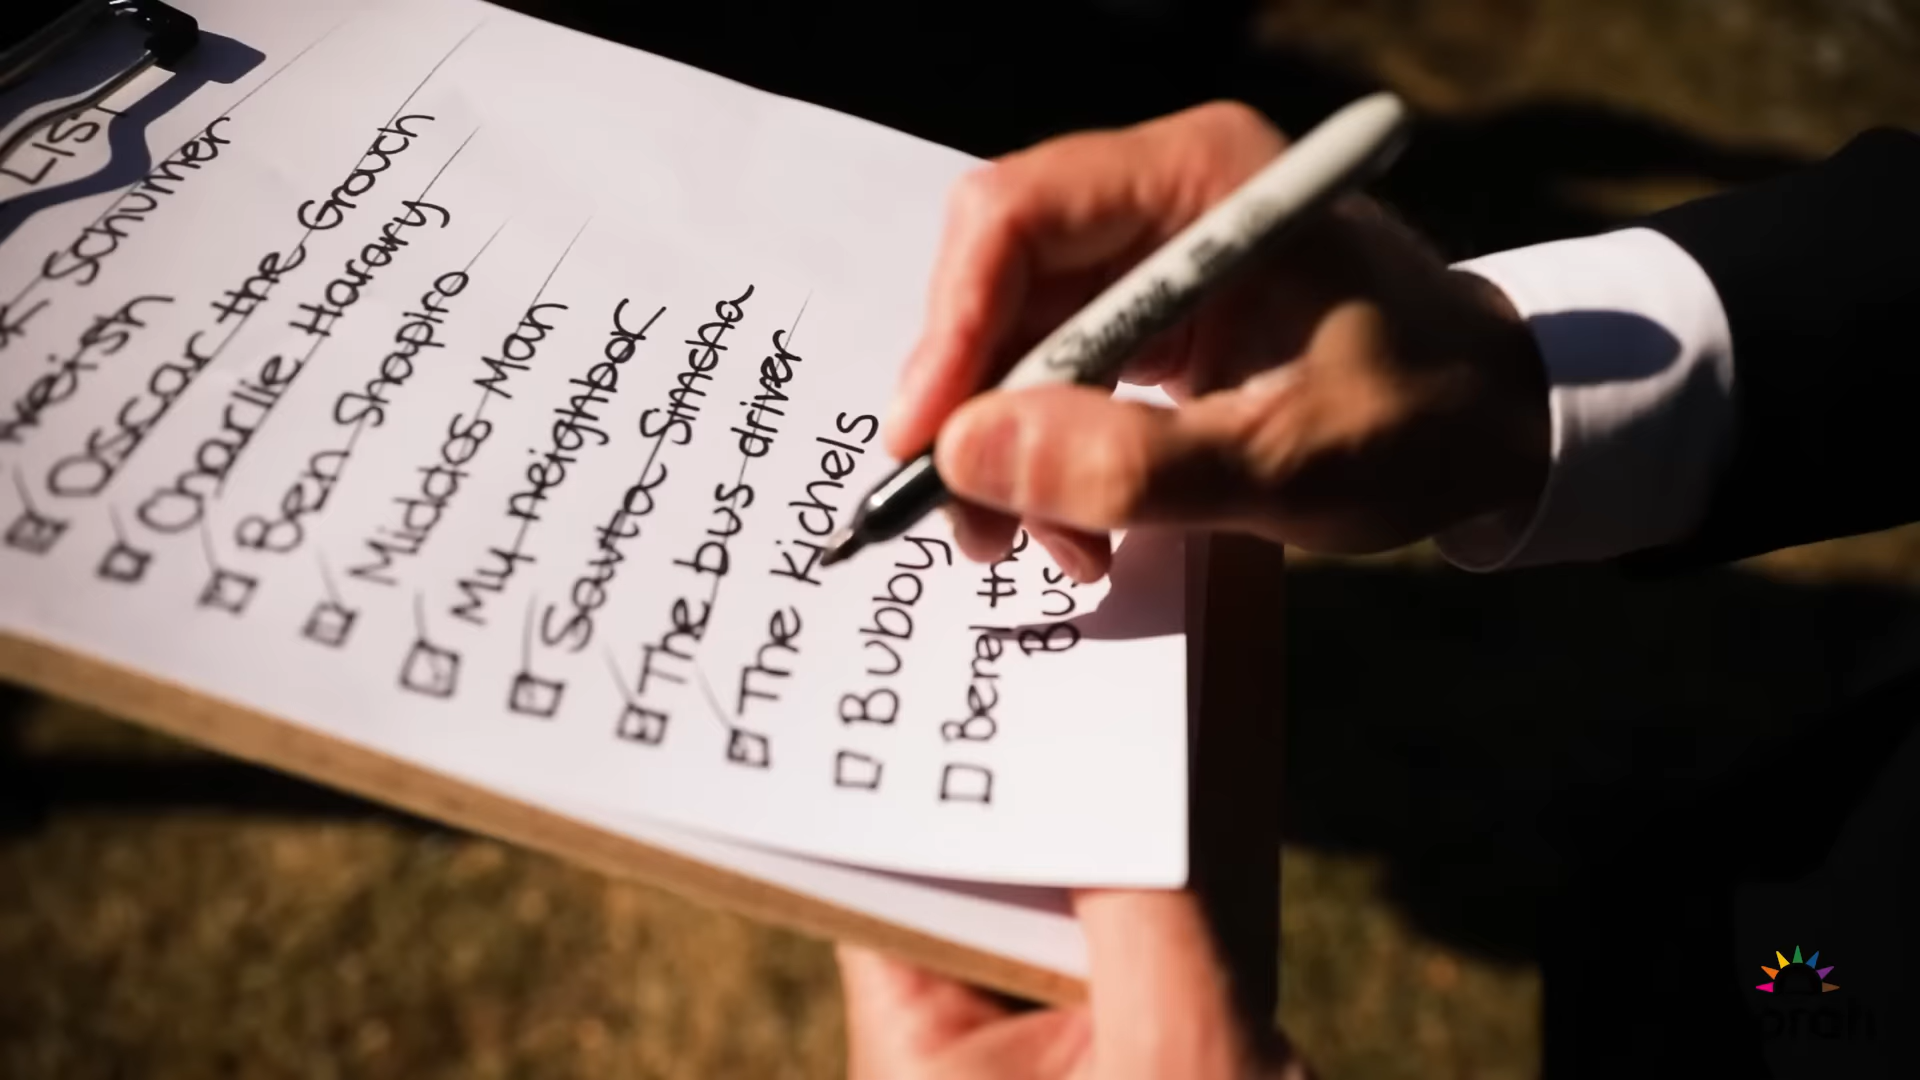 LIST
Schumer
Oscar the Grouch
Charlie Harary
Ben Shapiro
Middos Man
My neighbor
Savta Simcha
The bus driver
The Kichels
Bubby
Berel the
Bus
Sharpie